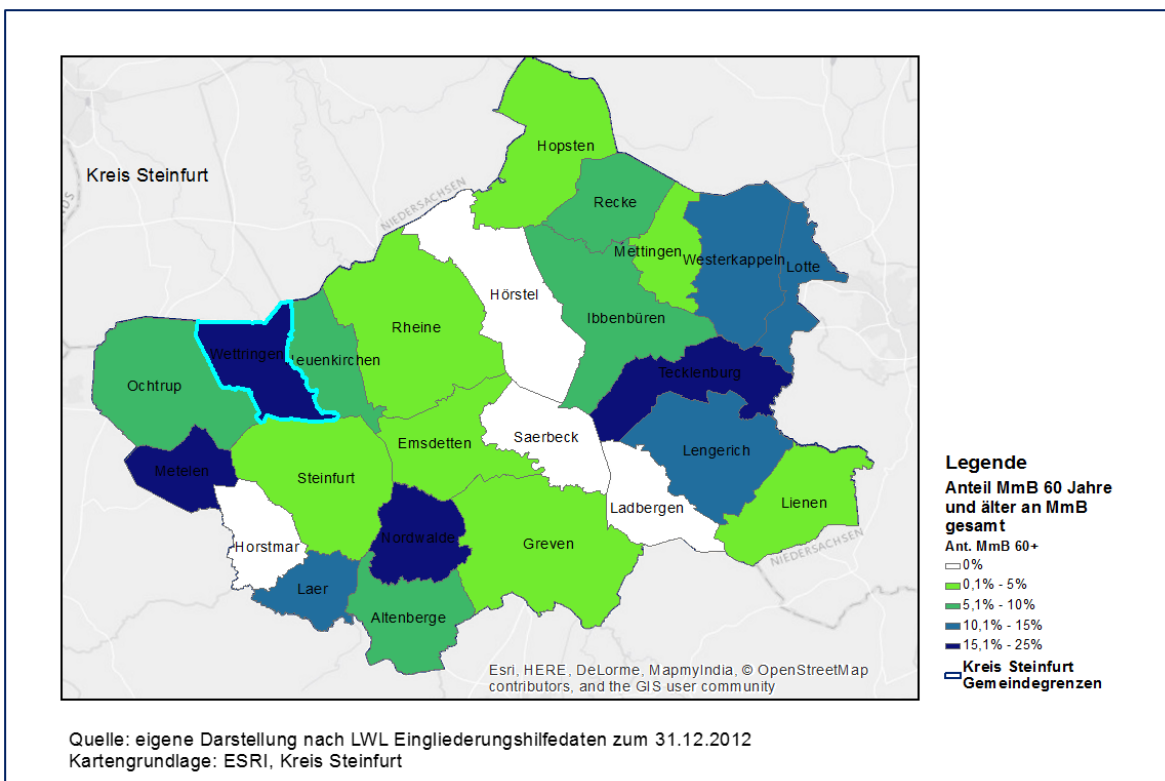 Kreis Steinfurt
NIEDERSACHSEN
Hopsten
Recke
Mettingen
Westerkappeln
Lotte
Hörstel
Ibbenbüren
Rheine
Wettringen
euenkirchen
Ochtrup
Tecklenburg
Saerbeck
Emsdetten
Lengerich
Metelen
Steinfurt
Lienen
Ladbergen
Nordwalde
Greven
Horstmar
NIEDERSACHSEN
Laer
Altenberge
Esri, HERE, DeLorme, MapmyIndia, © OpenStreetMap
contributors, and the GIS user community
Legende
Anteil MmB 60 Jahre
und älter an MmB
gesamt
Ant. MmB 60+
0%
0,1% - 5%
5,1% - 10%
10,1% - 15%
15,1% - 25%
Kreis Steinfurt
Gemeindegrenzen
Quelle: eigene Darstellung nach LWL Eingliederungshilfedaten zum 31.12.2012
Kartengrundlage: ESRI, Kreis Steinfurt